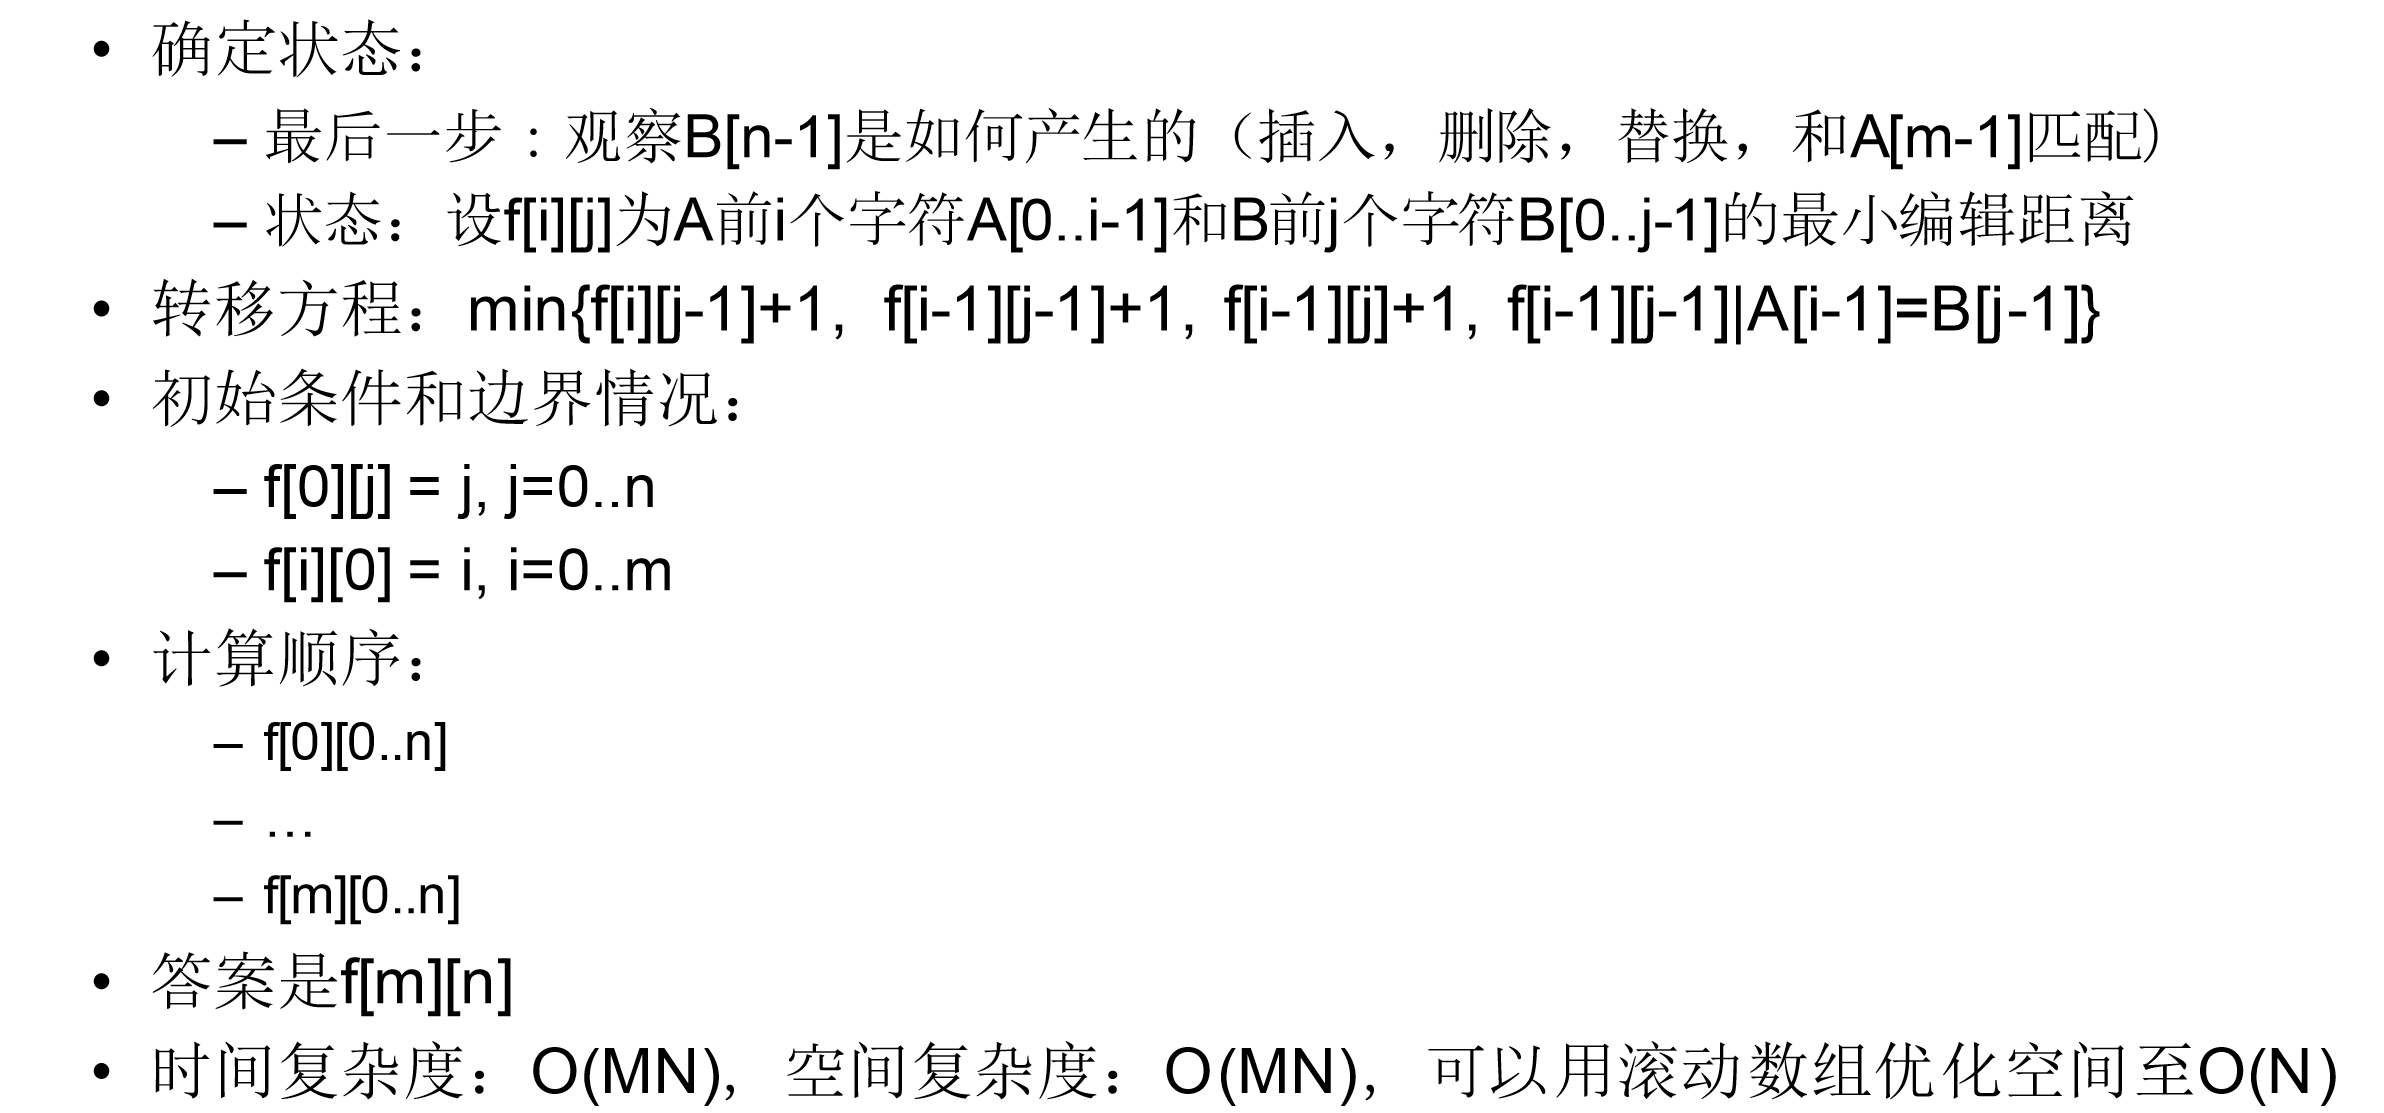 • 确定状态：
– 最后一步：观察B[n-1]是如何产生的（插入，删除，替换，和A[m-1]匹配)
– 状态：设f[i][j]为A前i个字符A[0..i-1]和B前j个字符B[0..j-1]的最小编辑距离
• 转移方程：min{f[i][j-1]+1, f[i-1][j-1]+1, f[i-1][j]+1, f[i-1][j-1]|A[i-1]=B[j-1]}
• 初始条件和边界情况：
– f[0][j] = j, j=0..n
– f[i][0] = i, i=0..m
• 计算顺序：
– f[0][0..n]
– …
– f[m][0..n]
• 答案是f[m][n]
• 时间复杂度：O(MN)，空间复杂度：O(MN)，可以用滚动数组优化空间至O(N)